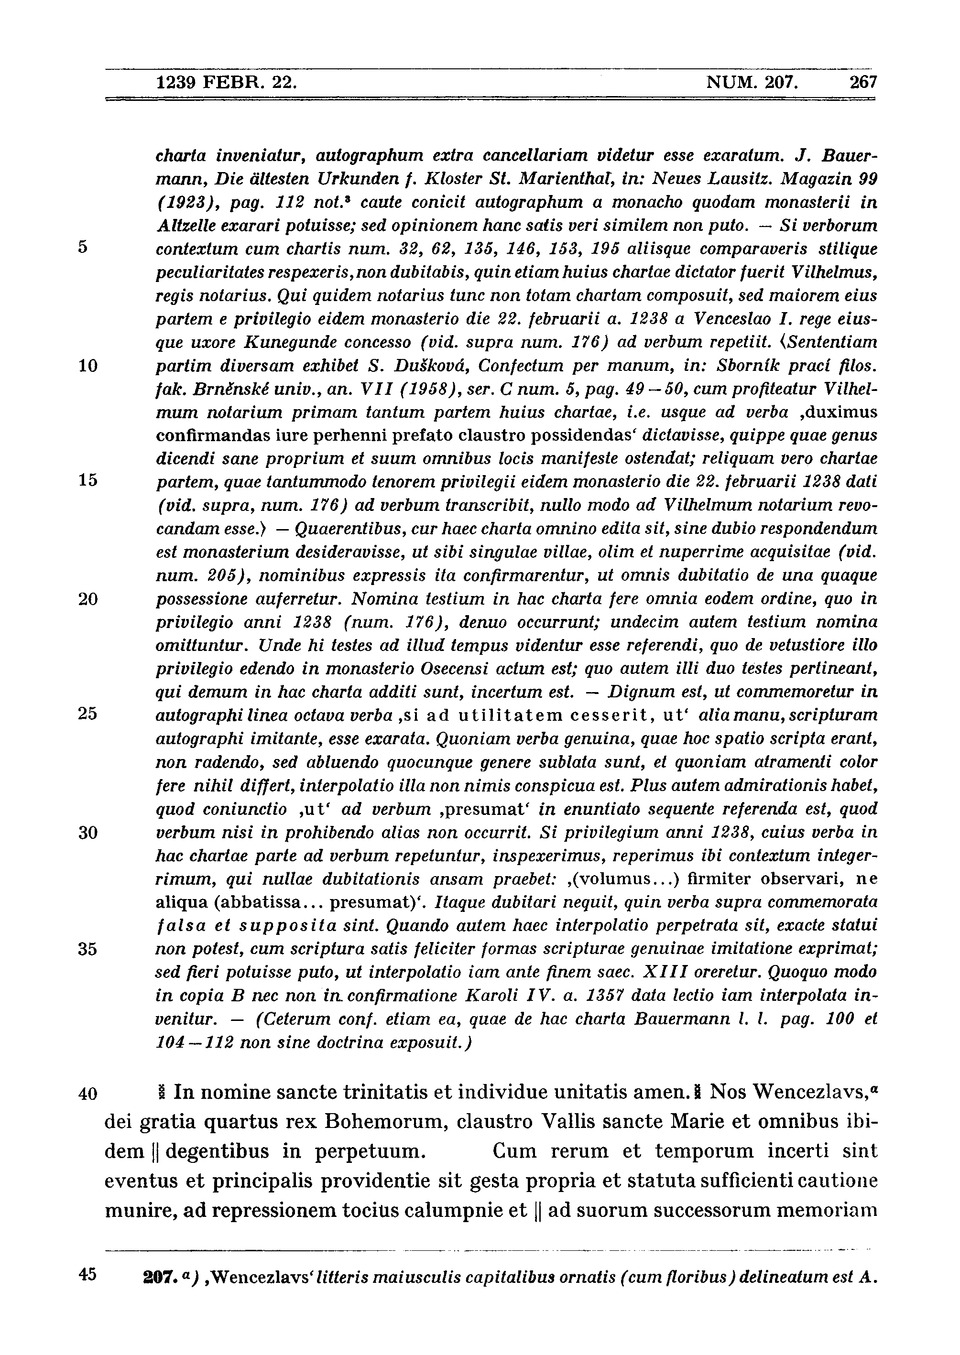 1239 FEBR. 22. NUM. 207. 267
charta inveniatur, autographum extra cancellariam videtur esse exaratum. J. Bauer-
mann, Die ältesten Urkunden f. Kloster St. Marienthal, in: Neues Lausitz. Magazin 99
(1923), pag. 112 not.³ caute conicit autographum a monacho quodam monasterii in
Altzelle exarari potuisse; sed opinionem hanc satis veri similem non puto. — Si verborum
5 contextum cum chartis num. 32, 62, 135, 146, 153, 195 aliisque comparaveris stilique
peculiaritates respexeris, non dubitabis, quin etiam huius chartae dictator fuerit Vilhelmus,
regis notarius. Qui quidem notarius tunc non totam chartam composuit, sed maiorem eius
partem e privilegio eidem monasterio die 22. februarii a. 1238 a Venceslao I. rege eius-
que uxore Kunegunde concesso (vid. supra num. 176) ad verbum repetiit. ⟨Sententiam
10 partim diversam exhibet S. Dušková, Confectum per manum, in: Sborník prací filos.
fak. Brněnské univ., an. VII (1958), ser. C num. 5, pag. 49—50, cum profiteatur Vilhel-
mum notarium primam tantum partem huius chartae, i.e. usque ad verba ‚duximus
confirmandas iure perhenni prefato claustro possidendas‘ dictavisse, quippe quae genus
dicendi sane proprium et suum omnibus locis manifeste ostendat; reliquam vero chartae
15 partem, quae tantummodo tenorem privilegii eidem monasterio die 22. februarii 1238 dati
(vid. supra, num. 176) ad verbum transcribit, nullo modo ad Vilhelmum notarium revo-
candam esse.⟩ — Quaerentibus, cur haec charta omnino edita sit, sine dubio respondendum
est monasterium desideravisse, ut sibi singulae villae, olim et nuperrime acquisitae (vid.
num. 205), nominibus expressis ita confirmarentur, ut omnis dubitatio de una quaque
20 possessione auferretur. Nomina testium in hac charta fere omnia eodem ordine, quo in
privilegio anni 1238 (num. 176), denuo occurrunt; undecim autem testium nomina
omittuntur. Unde hi testes ad illud tempus videntur esse referendi, quo de vetustiore illo
privilegio edendo in monasterio Osecensi actum est; quo autem illi duo testes pertineant,
qui demum in hac charta additi sunt, incertum est. — Dignum est, ut commemoretur in
25 autographi linea octava verba ‚si ad utilitatem cesserit, ut‘ alia manu, scripturam
autographi imitante, esse exarata. Quoniam verba genuina, quae hoc spatio scripta erant,
non radendo, sed abluendo quocunque genere sublata sunt, et quoniam atramenti color
fere nihil differt, interpolatio illa non nimis conspicua est. Plus autem admirationis habet,
quod coniunctio ‚ut‘ ad verbum ‚presumat‘ in enuntiato sequente referenda est, quod
30 verbum nisi in prohibendo alias non occurrit. Si privilegium anni 1238, cuius verba in
hac chartae parte ad verbum repetuntur, inspexerimus, reperimus ibi contextum integer-
rimum, qui nullae dubitationis ansam praebet: ‚(volumus...) firmiter observari, ne
aliqua (abbatissa... presumat)‘. Itaque dubitari nequit, quin verba supra commemorata
falsa et supposita sint. Quando autem haec interpolatio perpetrata sit, exacte statui
35 non potest, cum scriptura satis feliciter formas scripturae genuinae imitatione exprimat;
sed fieri potuisse puto, ut interpolatio iam ante finem saec. XIII oreretur. Quoquo modo
in copia B nec non in confirmatione Karoli IV. a. 1357 data lectio iam interpolata in-
venitur. — (Ceterum conf. etiam ea, quae de hac charta Bauermann l. l. pag. 100 et
104—112 non sine doctrina exposuit.)
40 In nomine sancte trinitatis et individue unitatis amen. Nos Wencezlavs,ᵃ
dei gratia quartus rex Bohemorum, claustro Vallis sancte Marie et omnibus ibi-
dem || degentibus in perpetuum. Cum rerum et temporum incerti sint
eventus et principalis providentie sit gesta propria et statuta sufficienti cautione
munire, ad repressionem tocius calumpnie et || ad suorum successorum memoriam
45 207. ᵃ) ‚Wencezlavs‘ litteris maiusculis capitalibus ornatis (cum floribus) delineatum est A.